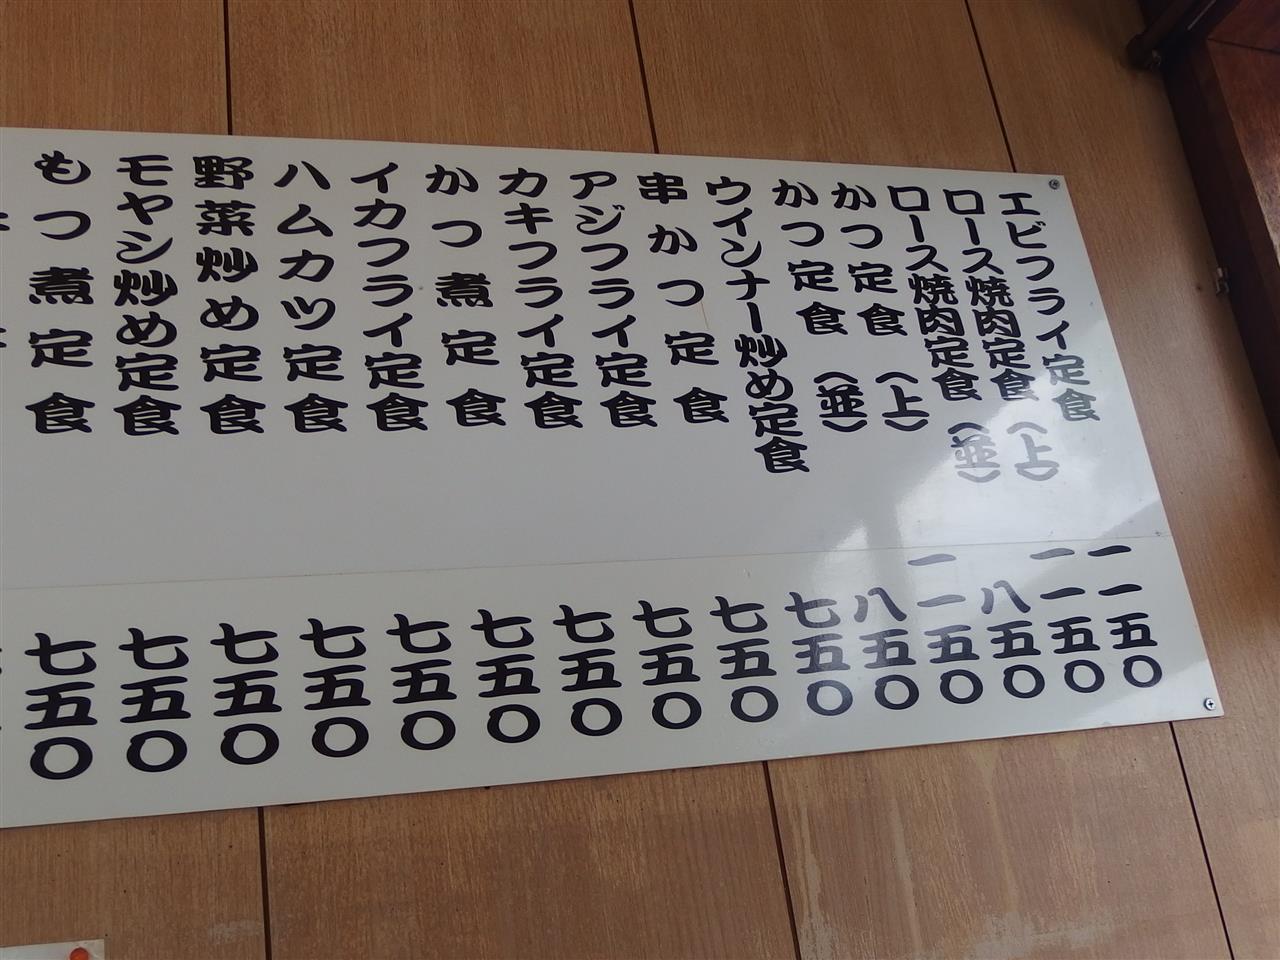 エビフライ定食 一一五〇
ロース焼肉定食(上) 一一五〇
ロース焼肉定食(並) 八五〇
かつ定食(上) 一一五〇
かつ定食(並) 八五〇
ウインナー炒め定食 七五〇
串かつ定食 七五〇
アジフライ定食 七五〇
カキフライ定食 七五〇
かつ煮定食 七五〇
イカフライ定食 七五〇
ハムカツ定食 七五〇
野菜炒め定食 七五〇
モヤシ炒め定食 七五〇
もつ煮定食 七五〇